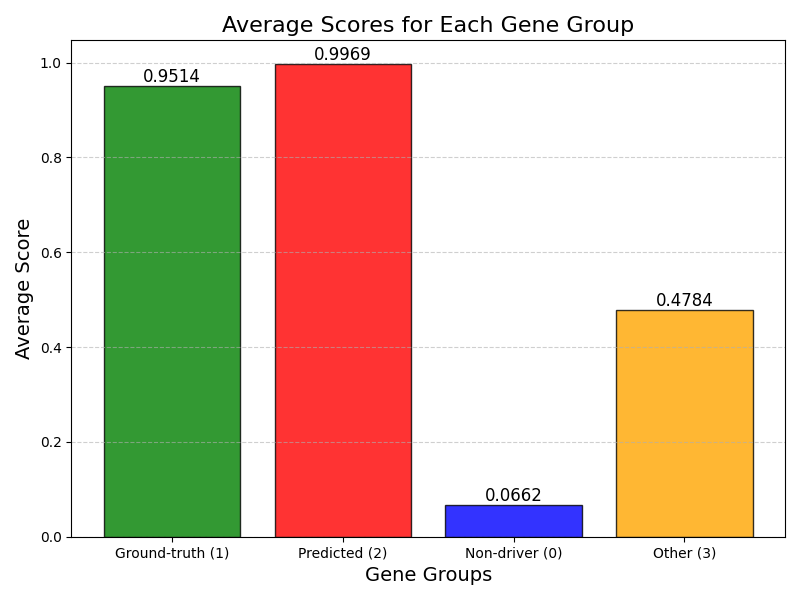 Average Scores for Each Gene Group
Average Score
1.0
0.8
0.6
0.4
0.2
0.0
0.9514
0.9969
0.0662
0.4784
Ground-truth (1)
Predicted (2)
Non-driver (0)
Other (3)
Gene Groups